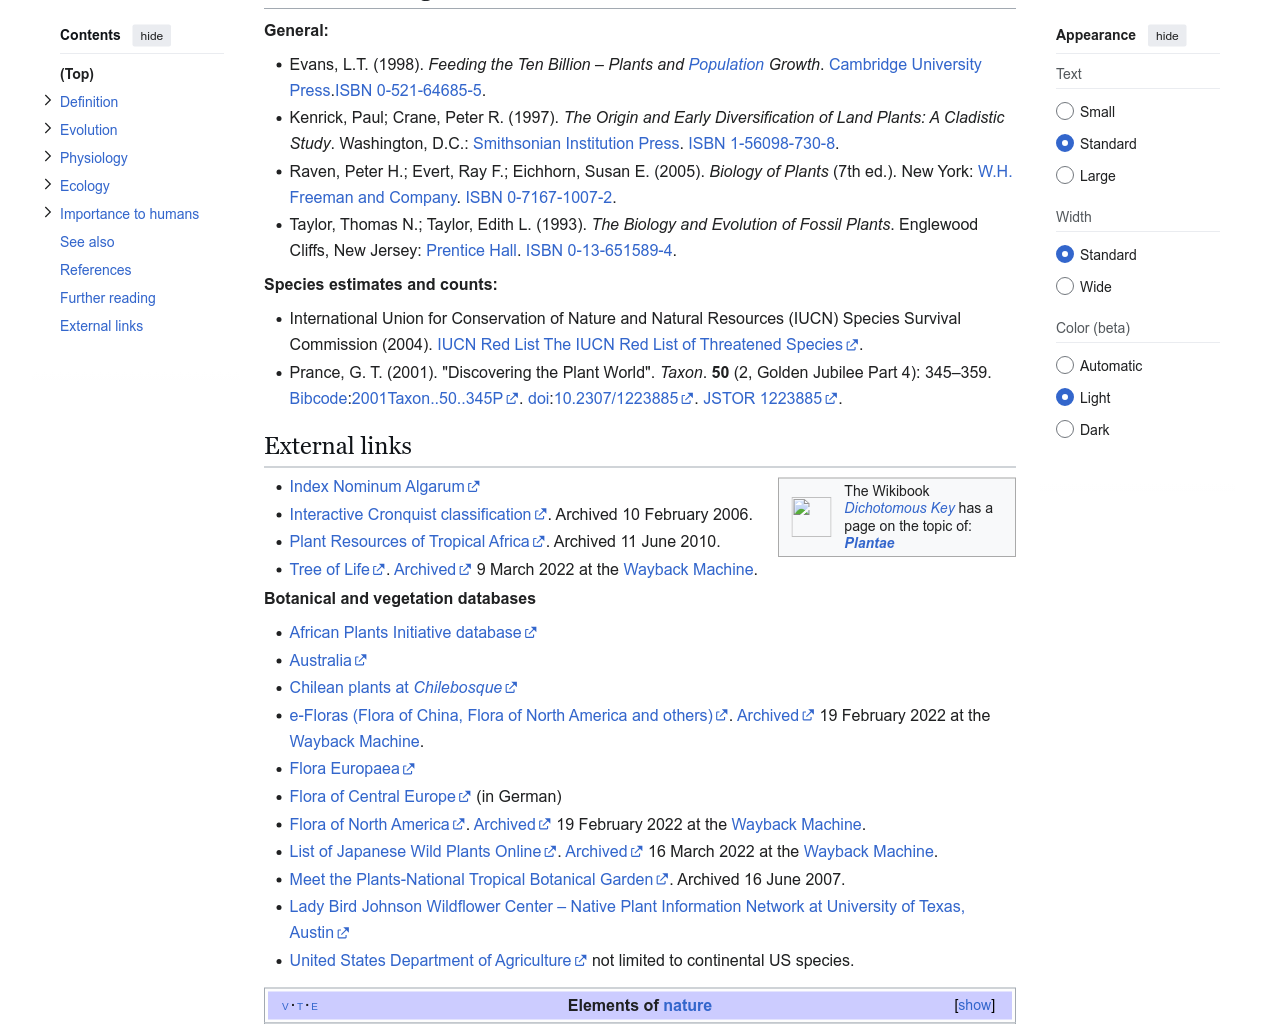 Contents hide
(Top)
Definition
Evolution
Physiology
Ecology
Importance to humans
See also
References
Further reading
External links
General:
Evans, L.T. (1998). Feeding the Ten Billion – Plants and Population Growth. Cambridge University
Press.ISBN 0-521-64685-5.
Kenrick, Paul; Crane, Peter R. (1997). The Origin and Early Diversification of Land Plants: A Cladistic
Study. Washington, D.C.: Smithsonian Institution Press. ISBN 1-56098-730-8.
Raven, Peter H.; Evert, Ray F.; Eichhorn, Susan E. (2005). Biology of Plants (7th ed.). New York: W.H.
Freeman and Company. ISBN 0-7167-1007-2.
Taylor, Thomas N.; Taylor, Edith L. (1993). The Biology and Evolution of Fossil Plants. Englewood
Cliffs, New Jersey: Prentice Hall. ISBN 0-13-651589-4.
Species estimates and counts:
International Union for Conservation of Nature and Natural Resources (IUCN) Species Survival
Commission (2004). IUCN Red List The IUCN Red List of Threatened Species.
Prance, G. T. (2001). "Discovering the Plant World". Taxon. 50 (2, Golden Jubilee Part 4): 345–359.
Bibcode:2001Taxon..50..345P. doi:10.2307/1223885. JSTOR 1223885.
External links
Index Nominum Algarum
Interactive Cronquist classification. Archived 10 February 2006.
Plant Resources of Tropical Africa. Archived 11 June 2010.
Tree of Life. Archived 9 March 2022 at the Wayback Machine.
The Wikibook
Dichotomous Key has a
page on the topic of:
Plantae
Botanical and vegetation databases
African Plants Initiative database
Australia
Chilean plants at Chilebosque
e-Floras (Flora of China, Flora of North America and others). Archived 19 February 2022 at the
Wayback Machine.
Flora Europaea
Flora of Central Europe (in German)
Flora of North America. Archived 19 February 2022 at the Wayback Machine.
List of Japanese Wild Plants Online. Archived 16 March 2022 at the Wayback Machine.
Meet the Plants-National Tropical Botanical Garden. Archived 16 June 2007.
Lady Bird Johnson Wildflower Center – Native Plant Information Network at University of Texas,
Austin
United States Department of Agriculture not limited to continental US species.
V · T · E Elements of nature [show]
Appearance hide
Text
Small
Standard
Large
Width
Standard
Wide
Color (beta)
Automatic
Light
Dark